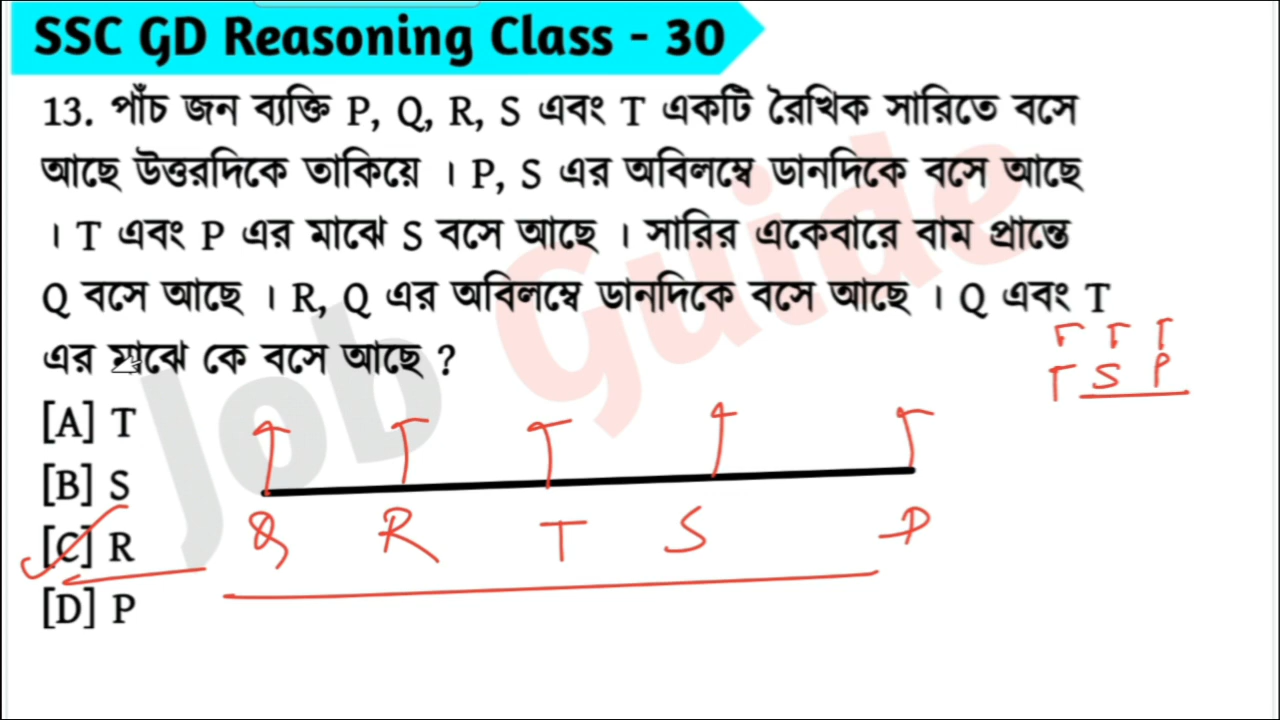 SSC GD Reasoning Class - 30
13. পাঁচ জন ব্যক্তি P, Q, R, S এবং T একটি রৈখিক সারিতে বসে
আছে উত্তরদিকে তাকিয়ে । P, S এর অবিলম্বে ডানদিকে বসে আছে
। T এবং P এর মাঝে S বসে আছে । সারির একেবারে বাম প্রান্তে
Q বসে আছে । R, Q এর অবিলম্বে ডানদিকে বসে আছে । Q এবং T
এর মাঝে কে বসে আছে ?
T S P
[A] T
[B] S
[C] R
[D] P
Q R T S P
Job Guide